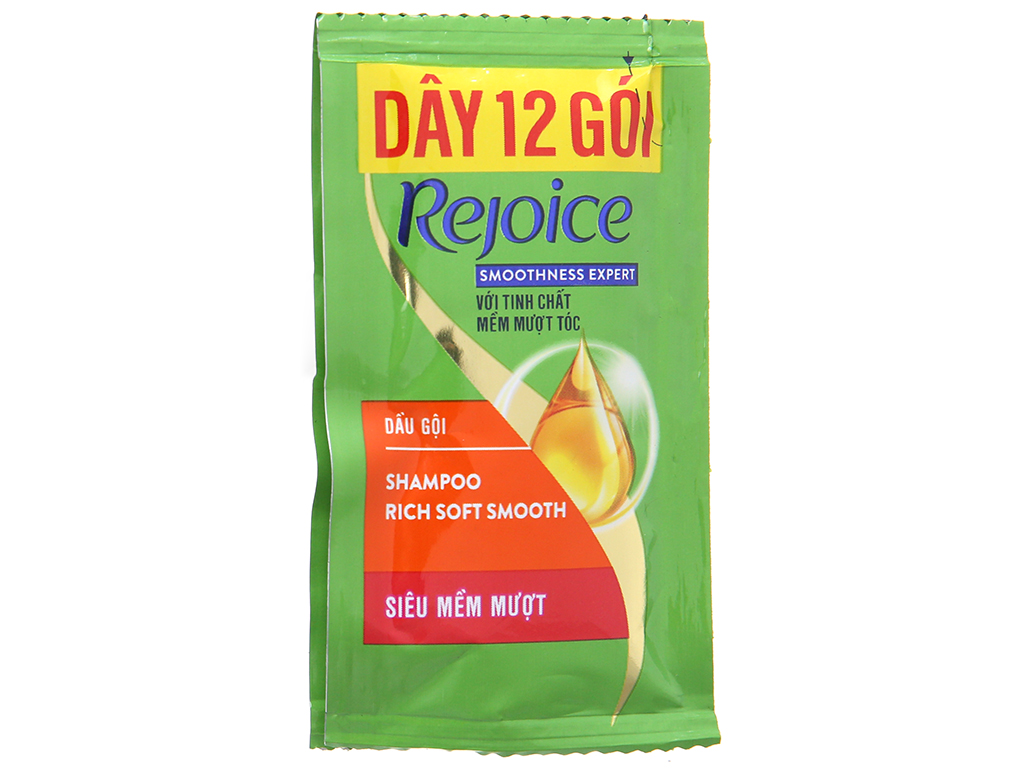 DÂY 12 GÓI
Rejoice
SMOOTHNESS EXPERT
VỚI TINH CHẤT
MỀM MƯỢT TÓC
DẦU GỘI
SHAMPOO
RICH SOFT SMOOTH
SIÊU MỀM MƯỢT